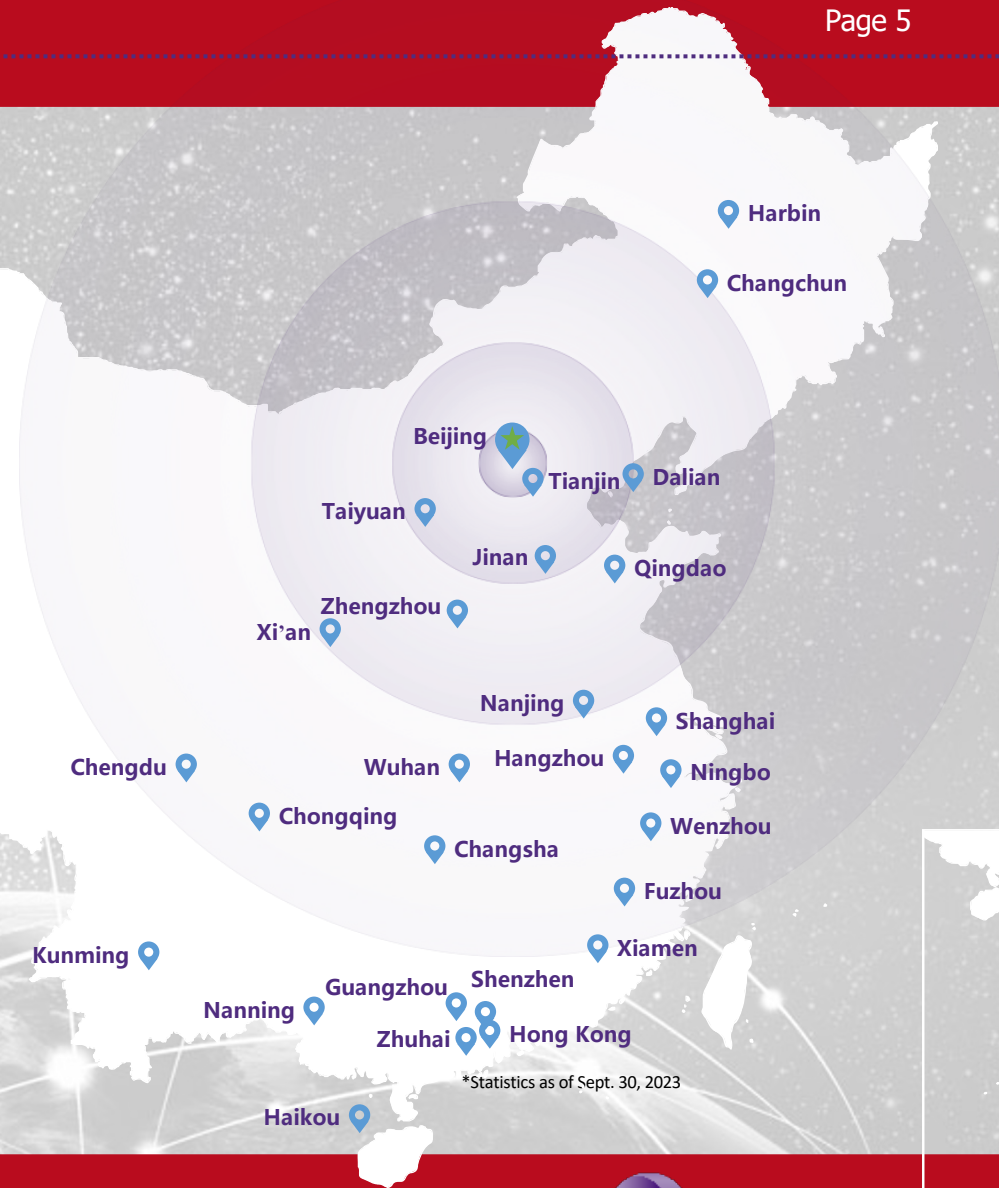 Page 5
Harbin
Changchun
Beijing
Tianjin
Dalian
Taiyuan
Jinan
Qingdao
Zhengzhou
Xi’an
Nanjing
Shanghai
Hangzhou
Chengdu
Wuhan
Ningbo
Chongqing
Wenzhou
Changsha
Fuzhou
Xiamen
Kunming
Shenzhen
Guangzhou
Nanning
Hong Kong
Zhuhai
*Statistics as of Sept. 30, 2023
Haikou